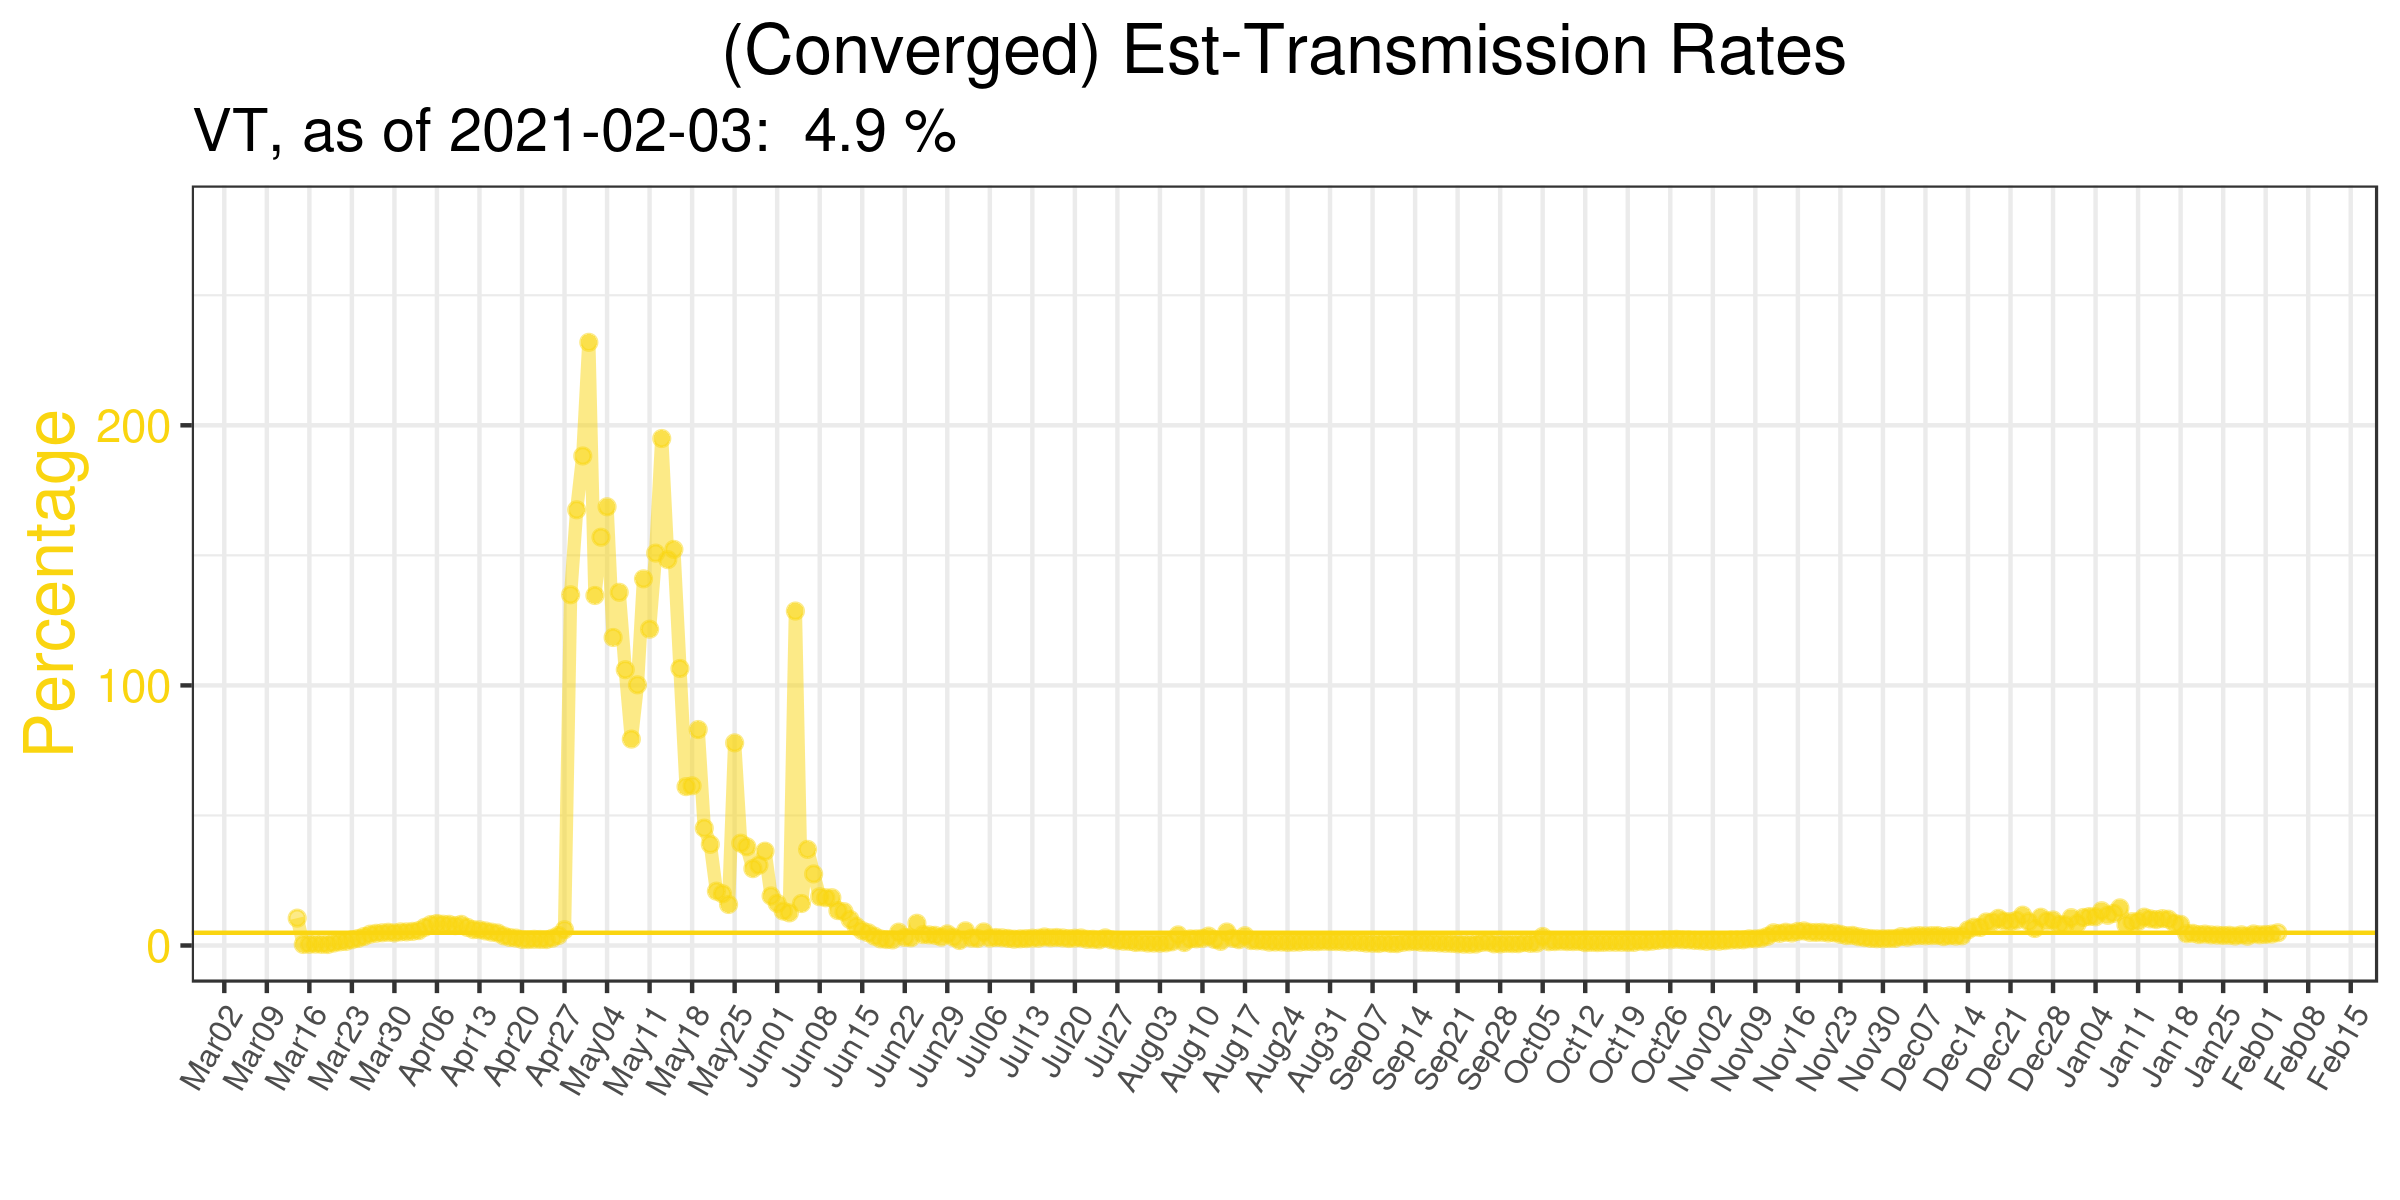 (Converged) Est-Transmission Rates
VT, as of 2021-02-03:  4.9 %
Percentage
200
100
0
Mar02
Mar09
Mar16
Mar23
Mar30
Apr06
Apr13
Apr20
Apr27
May04
May11
May18
May25
Jun01
Jun08
Jun15
Jun22
Jun29
Jul06
Jul13
Jul20
Jul27
Aug03
Aug10
Aug17
Aug24
Aug31
Sep07
Sep14
Sep21
Sep28
Oct05
Oct12
Oct19
Oct26
Nov02
Nov09
Nov16
Nov23
Nov30
Dec07
Dec14
Dec21
Dec28
Jan04
Jan11
Jan18
Jan25
Feb01
Feb08
Feb15